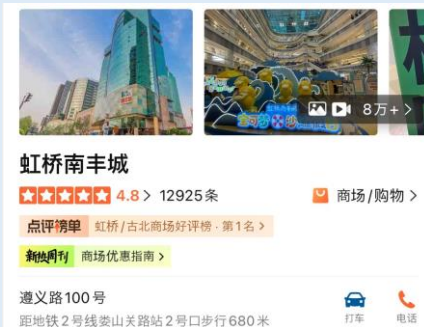 8万+ >
虹桥南丰城
4.8 > 12925条
商场/购物 >
点评榜单 虹桥/古北商场好评榜·第1名 >
新热周刊 商场优惠指南 >
遵义路100号
距地铁2号线娄山关路站2号口步行680米
打车
电话